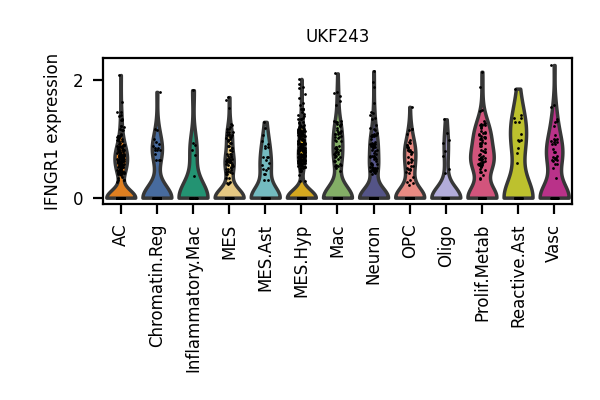 UKF243
IFNGR1 expression
2
0
AC
Chromatin.Reg
Inflammatory.Mac
MES
MES.Ast
MES.Hyp
Mac
Neuron
OPC
Oligo
Prolif.Metab
Reactive.Ast
Vasc